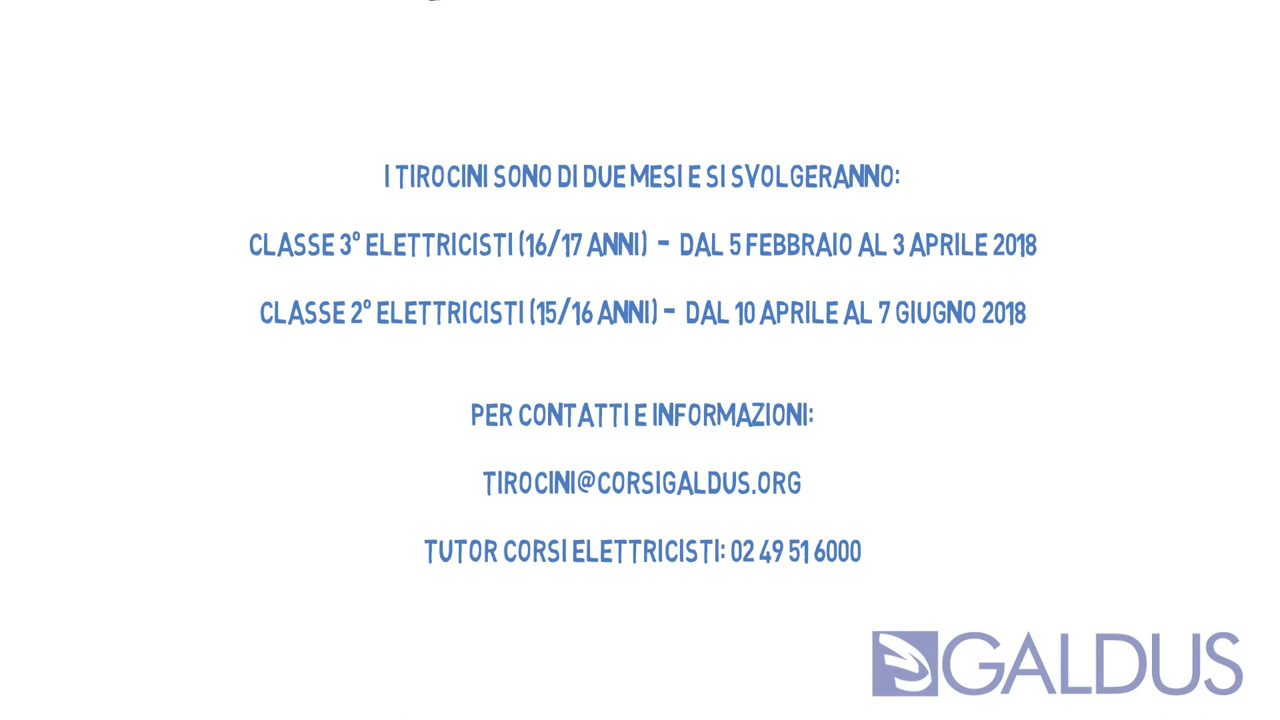 I TIROCINI SONO DI DUE MESI E SI SVOLGERANNO:
CLASSE 3° ELETTRICISTI (16/17 ANNI) - DAL 5 FEBBRAIO AL 3 APRILE 2018
CLASSE 2° ELETTRICISTI (15/16 ANNI) - DAL 10 APRILE AL 7 GIUGNO 2018
PER CONTATTI E INFORMAZIONI:
TIROCINI@CORSIGALDUS.ORG
TUTOR CORSI ELETTRICISTI: 02 49 51 6000
GALDUS